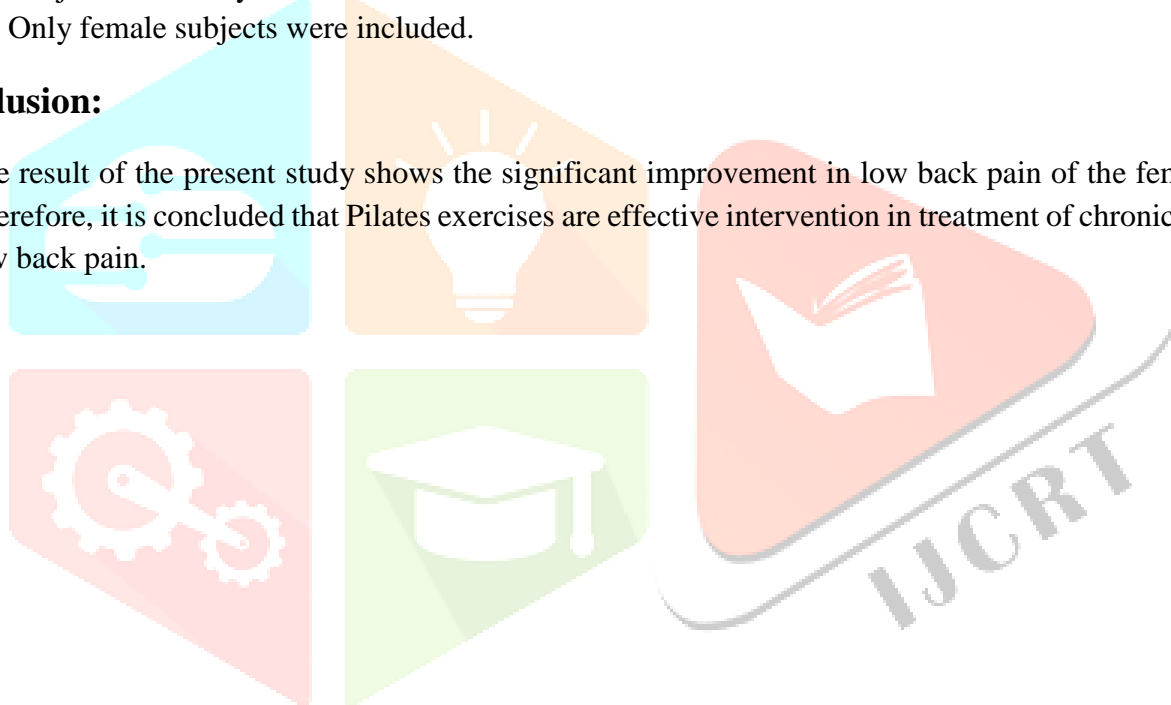 Only female subjects were included.
lusion:
e result of the present study shows the significant improvement in low back pain of the fem
erefore, it is concluded that Pilates exercises are effective intervention in treatment of chronic
v back pain.
IJCRT